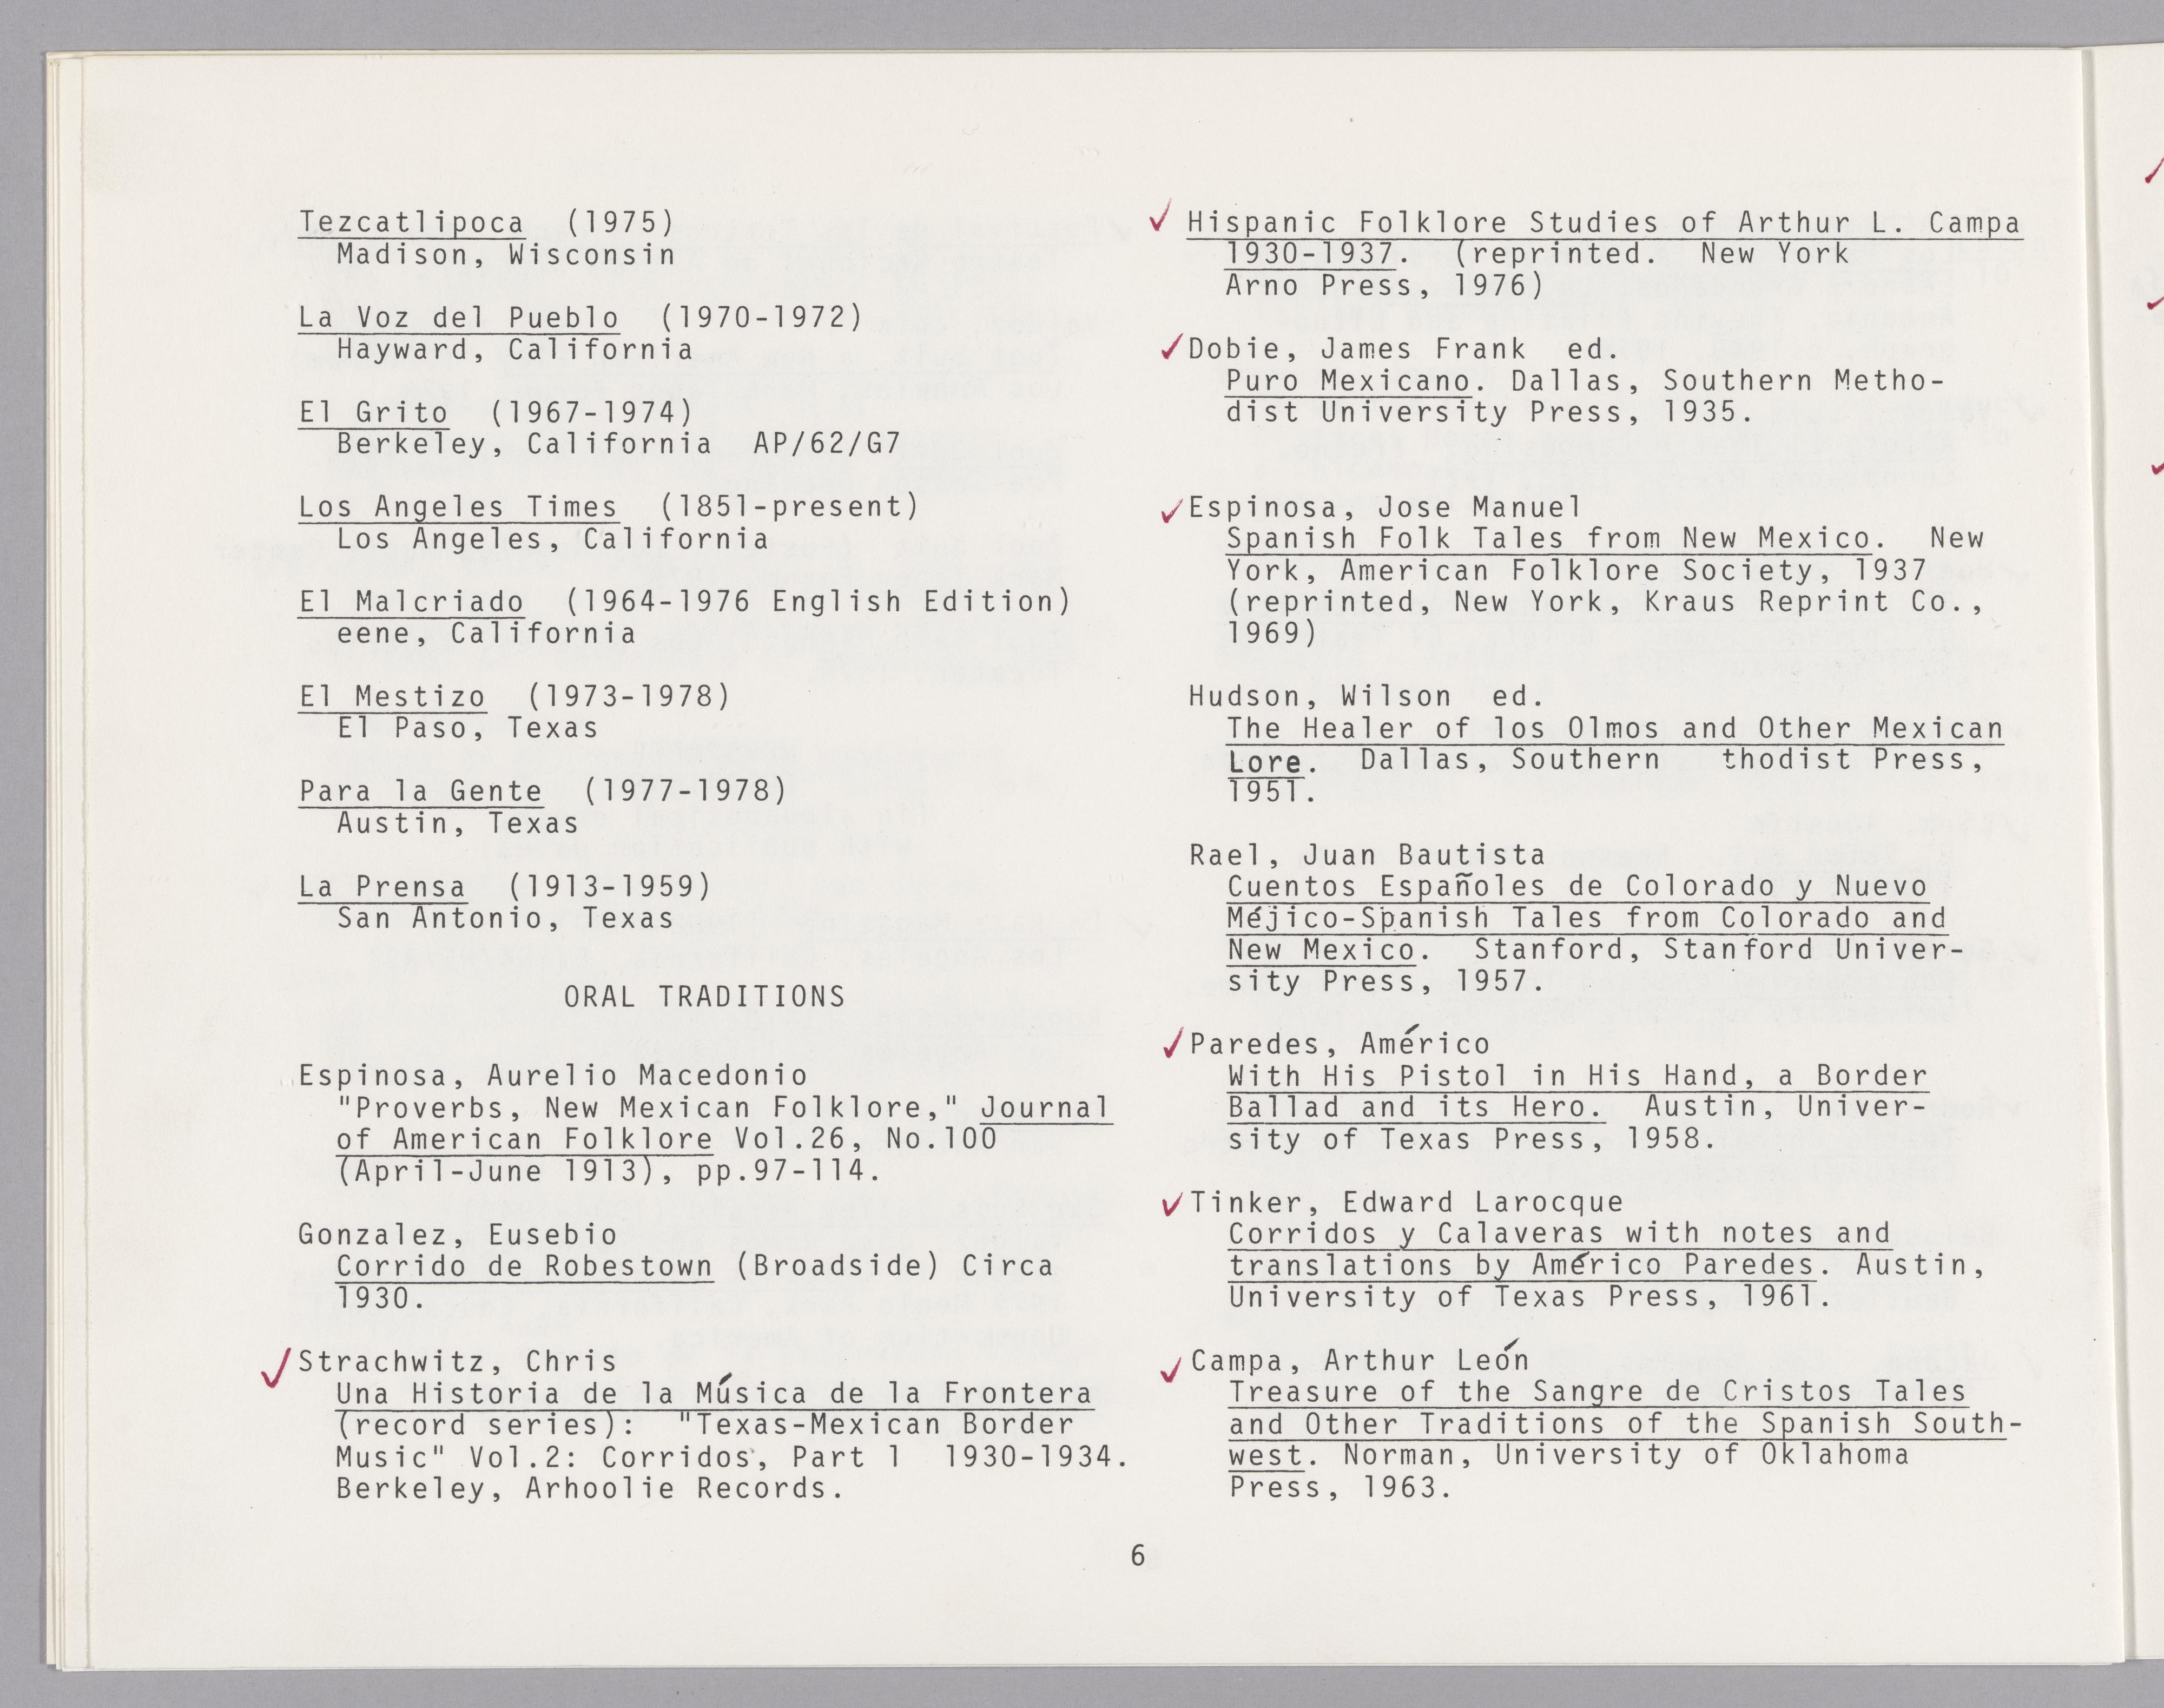 Tezcatlipoca (1975)
Madison, Wisconsin
La Voz del Pueblo (1970-1972)
Hayward, California
El Grito (1967-1974)
Berkeley, California AP/62/G7
Los Angeles Times (1851-present)
Los Angeles, California
El Malcriado (1964-1976 English Edition)
eene, California
El Mestizo (1973-1978)
El Paso, Texas
Para la Gente (1977-1978)
Austin, Texas
La Prensa (1913-1959)
San Antonio, Texas
ORAL TRADITIONS
Espinosa, Aurelio Macedonio
"Proverbs, New Mexican Folklore," Journal
of American Folklore Vol.26, No.100
(April-June 1913), pp.97-114.
Gonzalez, Eusebio
Corrido de Robestown (Broadside) Circa
1930.
Strachwitz, Chris
Una Historia de la Música de la Frontera
(record series): "Texas-Mexican Border
Music" Vol.2: Corridos, Part 1 1930-1934.
Berkeley, Arhoolie Records.
Hispanic Folklore Studies of Arthur L. Campa
1930-1937. (reprinted. New York
Arno Press, 1976)
Dobie, James Frank ed.
Puro Mexicano. Dallas, Southern Metho-
dist University Press, 1935.
Espinosa, Jose Manuel
Spanish Folk Tales from New Mexico. New
York, American Folklore Society, 1937
(reprinted, New York, Kraus Reprint Co.,
1969)
Hudson, Wilson ed.
The Healer of los Olmos and Other Mexican
Lore. Dallas, Southern thodist Press,
1951.
Rael, Juan Bautista
Cuentos Españoles de Colorado y Nuevo
Méjico-Spanish Tales from Colorado and
New Mexico. Stanford, Stanford Univer-
sity Press, 1957.
Paredes, Américo
With His Pistol in His Hand, a Border
Ballad and its Hero. Austin, Univer-
sity of Texas Press, 1958.
Tinker, Edward Larocque
Corridos y Calaveras with notes and
translations by Américo Paredes. Austin,
University of Texas Press, 1961.
Campa, Arthur León
Treasure of the Sangre de Cristos Tales
and Other Traditions of the Spanish South-
west. Norman, University of Oklahoma
Press, 1963.
6